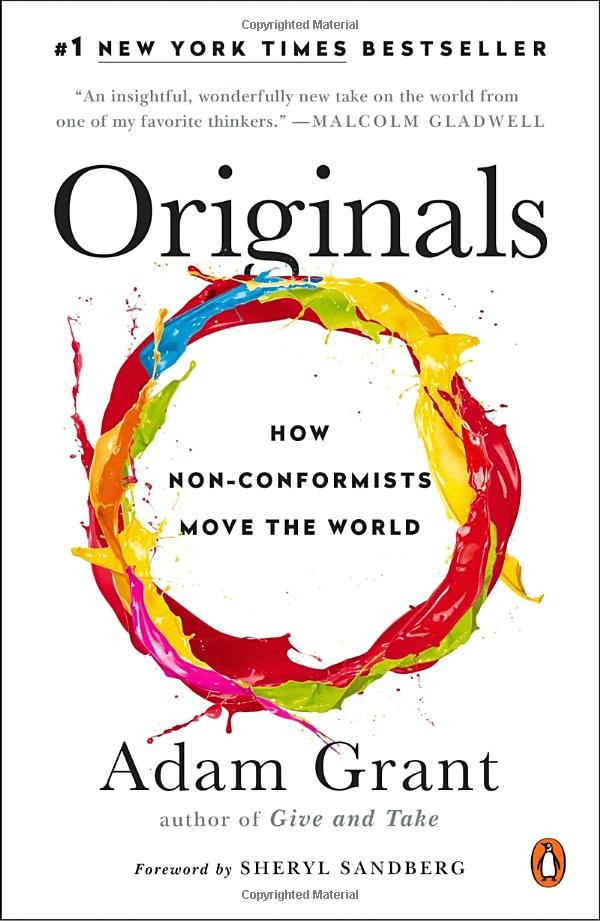 Copyrighted Material
#1 NEW YORK TIMES BESTSELLER
“An insightful, wonderfully new take on the world from
one of my favorite thinkers.” —MALCOLM GLADWELL
Originals
HOW
NON-CONFORMISTS
MOVE THE WORLD
Adam Grant
author of Give and Take
Foreword by SHERYL SANDBERG
Copyrighted Material